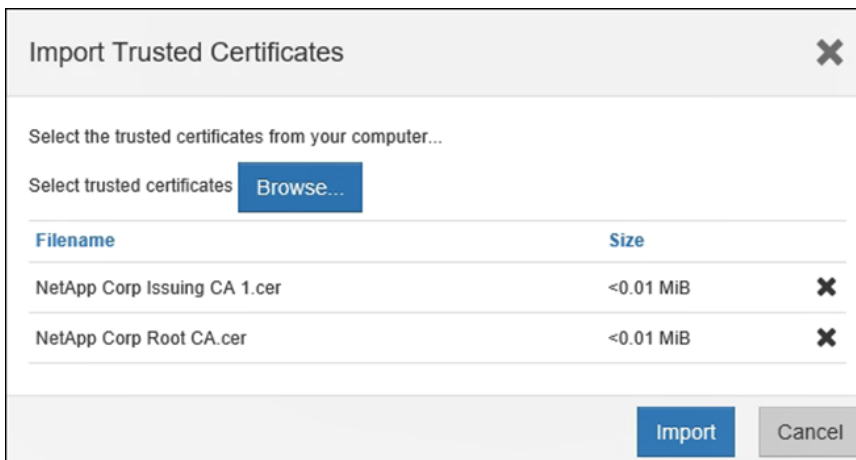 Import Trusted Certificates
Select the trusted certificates from your computer...
Select trusted certificates Browse...
Filename Size
NetApp Corp Issuing CA 1.cer <0.01 MiB
NetApp Corp Root CA.cer <0.01 MiB
Import Cancel